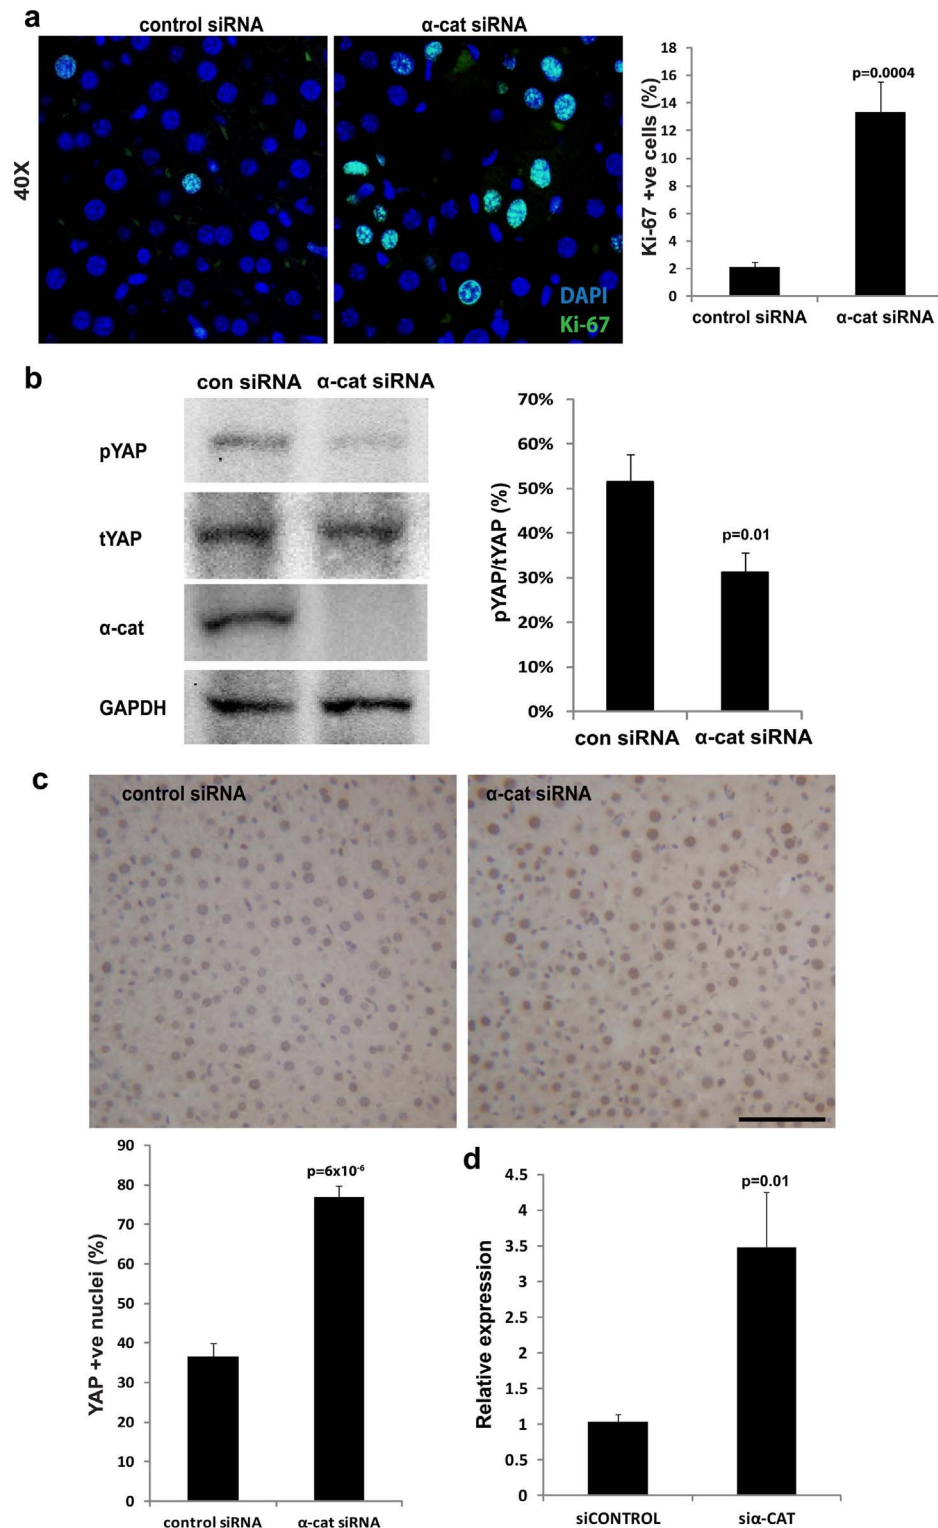 a
control siRNA
α-cat siRNA
40X
DAPI
Ki-67
Ki-67 +ve cells (%)
18
16
14
12
10
8
6
4
2
0
p=0.0004
control siRNA
α-cat siRNA
b
con siRNA
α-cat siRNA
pYAP
tYAP
α-cat
GAPDH
pYAP/tYAP (%)
70%
60%
50%
40%
30%
20%
10%
0%
p=0.01
con siRNA
α-cat siRNA
c
control siRNA
α-cat siRNA
YAP +ve nuclei (%)
90
80
70
60
50
40
30
20
10
0
p=6x10⁻⁶
control siRNA
α-cat siRNA
d
Relative expression
4.5
4
3.5
3
2.5
2
1.5
1
0.5
0
p=0.01
siCONTROL
siα-CAT